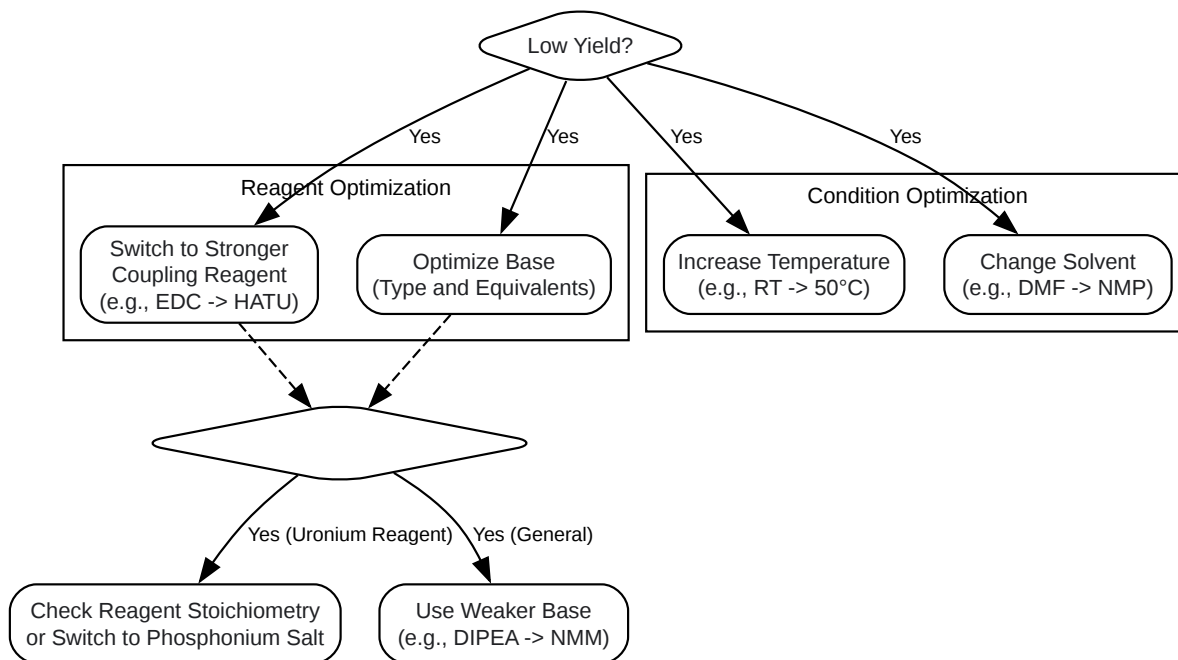 Low Yield?
Yes
Yes
Yes
Yes
Reagent Optimization
Condition Optimization
Switch to Stronger
Coupling Reagent
(e.g., EDC -> HATU)
Optimize Base
(Type and Equivalents)
Increase Temperature
(e.g., RT -> 50°C)
Change Solvent
(e.g., DMF -> NMP)
Yes (Uronium Reagent)
Yes (General)
Check Reagent Stoichiometry
or Switch to Phosphonium Salt
Use Weaker Base
(e.g., DIPEA -> NMM)